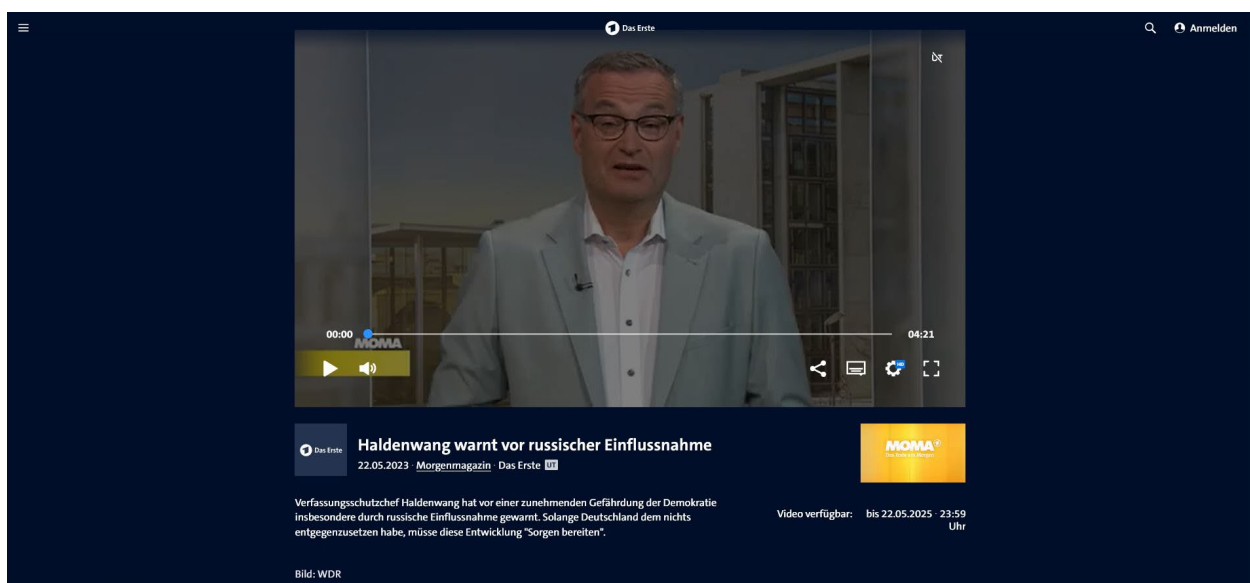 Das Erste
Anmelden
00:00
04:21
MOMA
HD
Das Erste
Haldenwang warnt vor russischer Einflussnahme
22.05.2023 · Morgenmagazin · Das Erste UT
MOMA
Verfassungsschutzchef Haldenwang hat vor einer zunehmenden Gefährdung der Demokratie
insbesondere durch russische Einflussnahme gewarnt. Solange Deutschland dem nichts
entgegenzusetzen habe, müsse diese Entwicklung "Sorgen bereiten".
Video verfügbar:
bis 22.05.2025 · 23:59
Uhr
Bild: WDR